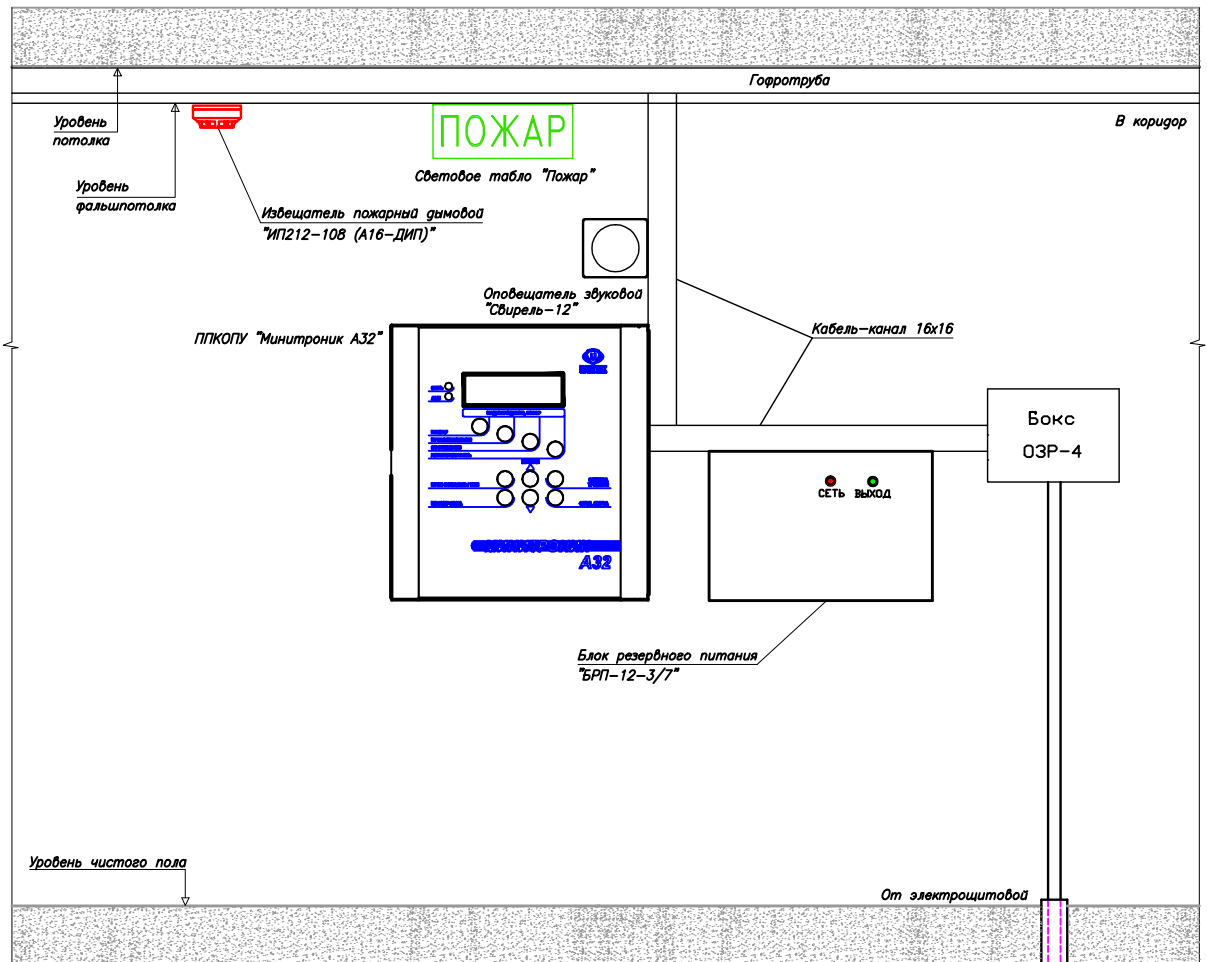 Гофротруба
Уровень
потолка
В коридор
ПОЖАР
Световое табло "Пожар"
Уровень
фальшпотолка
Извещатель пожарный дымовой
"ИП212-108 (А16-ДИП)"
Оповещатель звуковой
"Свирель-12"
ППКОПУ "Минитроник А32"
Кабель-канал 16х16
Бокс
ОЗР-4
СЕТЬ ВЫХОД
А32
Блок резервного питания
"БРП-12-3/7"
Уровень чистого пола
От электрощитовой